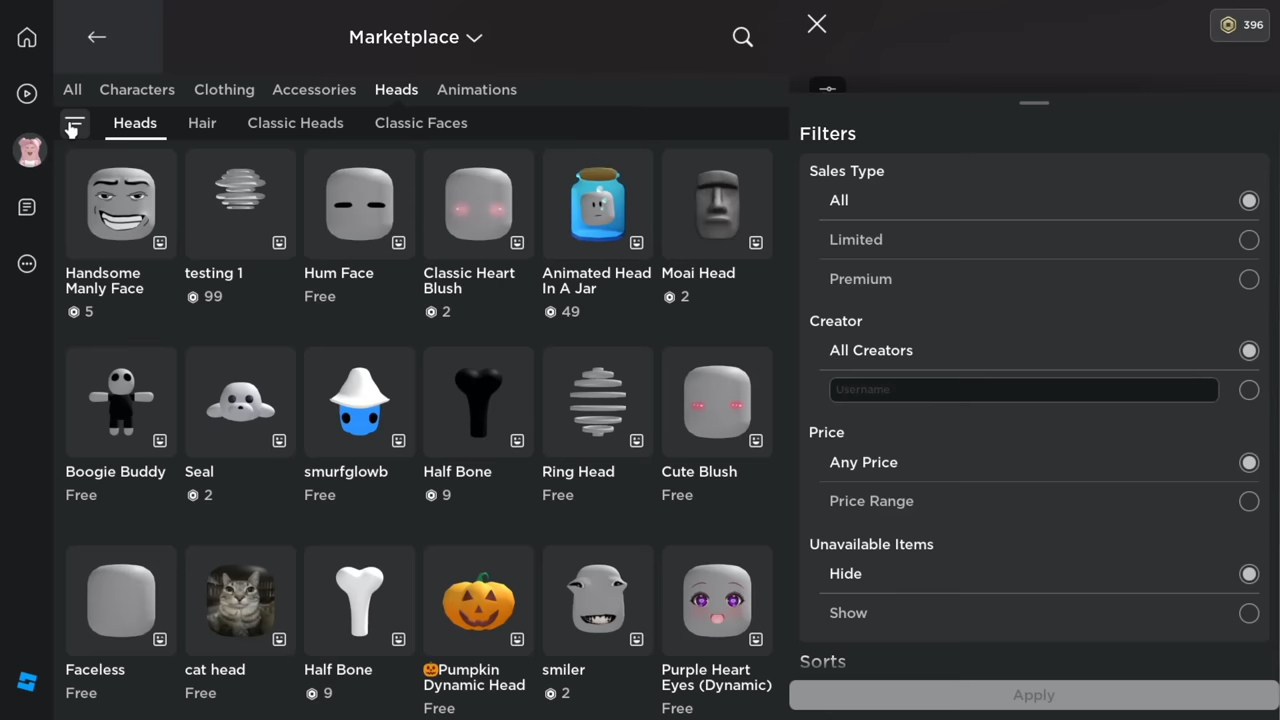 Marketplace
396
All Characters Clothing Accessories Heads Animations
Heads Hair Classic Heads Classic Faces
Handsome
Manly Face
5
testing 1
99
Hum Face
Free
Classic Heart
Blush
2
Animated Head
In A Jar
49
Moai Head
2
Boogie Buddy
Free
Seal
2
smurfglowb
Free
Half Bone
9
Ring Head
Free
Cute Blush
Free
Faceless
Free
cat head
Free
Half Bone
9
🎃Pumpkin
Dynamic Head
Free
smiler
2
Purple Heart
Eyes (Dynamic)
Free
Filters
Sales Type
All
Limited
Premium
Creator
All Creators
Username
Price
Any Price
Price Range
Unavailable Items
Hide
Show
Sorts
Apply